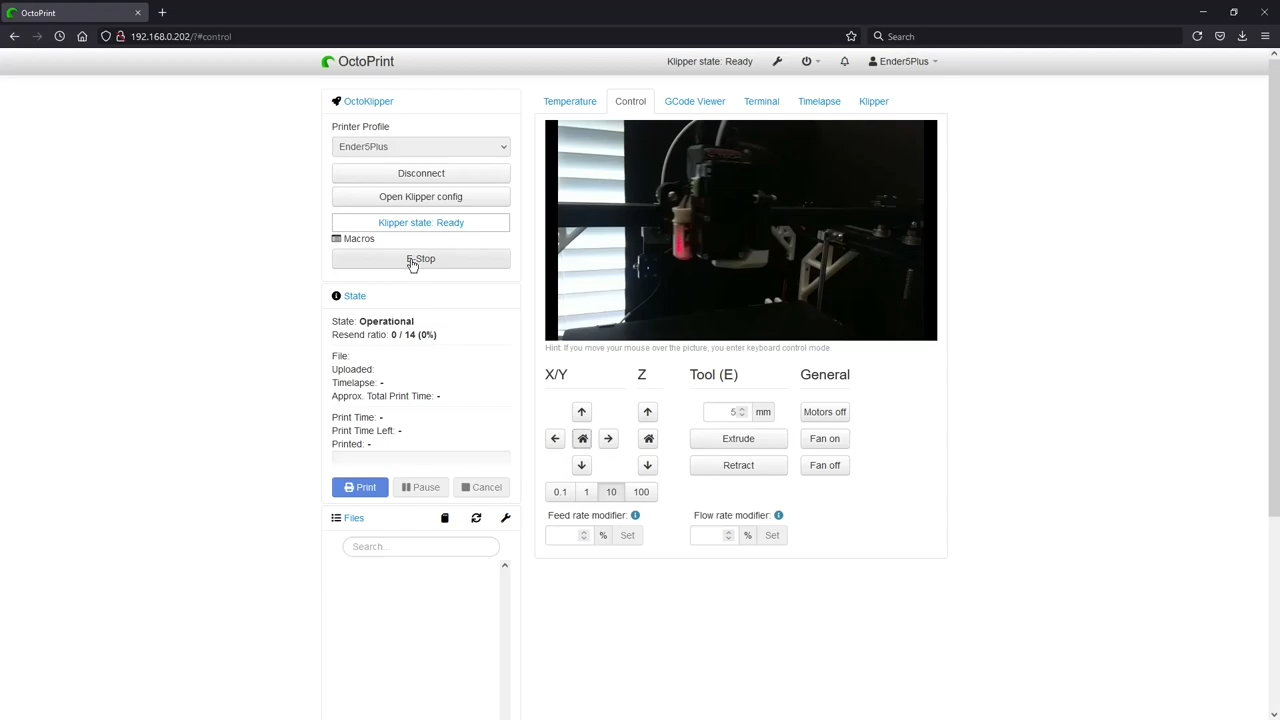 OctoPrint
192.168.0.202/?#control
Search
OctoPrint
Klipper state: Ready
Ender5Plus
OctoKlipper
Printer Profile
Ender5Plus
Disconnect
Open Klipper config
Klipper state: Ready
Macros
E-Stop
State
State: Operational
Resend ratio: 0 / 14 (0%)
File:
Uploaded:
Timelapse: -
Approx. Total Print Time: -
Print Time: -
Print Time Left: -
Printed: -
Print
Pause
Cancel
Files
Search...
Temperature
Control
GCode Viewer
Terminal
Timelapse
Klipper
Hint: If you move your mouse over the picture, you enter keyboard control mode.
X/Y
Z
Tool (E)
General
5 mm
Motors off
Extrude
Fan on
Retract
Fan off
0.1 1 10 100
Feed rate modifier:
% Set
Flow rate modifier:
% Set